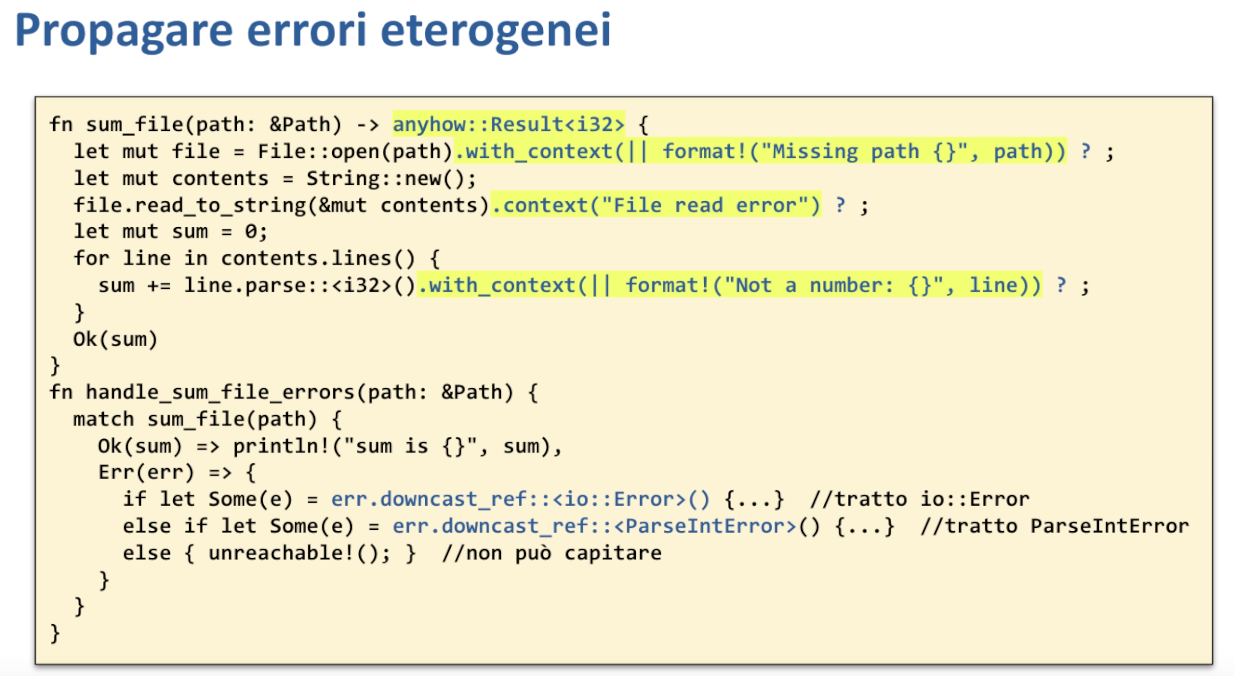 Propagare errori eterogenei
fn sum_file(path: &Path) -> anyhow::Result<i32> {
  let mut file = File::open(path).with_context(|| format!("Missing path {}", path)) ? ;
  let mut contents = String::new();
  file.read_to_string(&mut contents).context("File read error") ? ;
  let mut sum = 0;
  for line in contents.lines() {
    sum += line.parse::<i32>().with_context(|| format!("Not a number: {}", line)) ? ;
  }
  Ok(sum)
}
fn handle_sum_file_errors(path: &Path) {
  match sum_file(path) {
    Ok(sum) => println!("sum is {}", sum),
    Err(err) => {
      if let Some(e) = err.downcast_ref::<io::Error>() {...}  //tratto io::Error
      else if let Some(e) = err.downcast_ref::<ParseIntError>() {...}  //tratto ParseIntError
      else { unreachable!(); }  //non può capitare
    }
  }
}